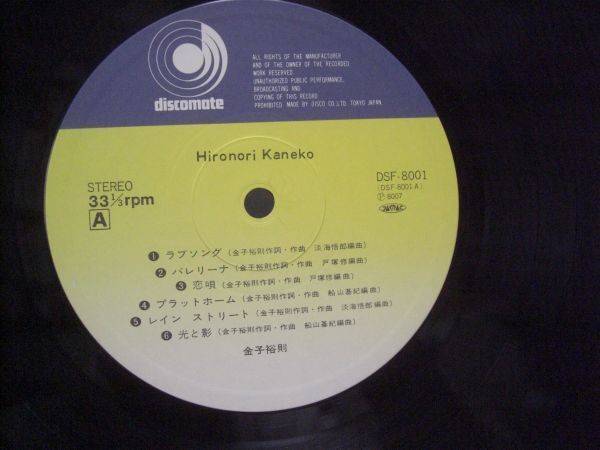 discomate
ALL RIGHTS OF THE MANUFACTURER
AND OF THE OWNER OF THE RECORDED
WORK RESERVED.
UNAUTHORIZED PUBLIC PERFORMANCE,
BROADCASTING AND
COPYING OF THIS RECORD
PROHIBITED MADE BY DISCO CO., LTD. TOKYO JAPAN.
Hironori Kaneko
STEREO
33 1/3 rpm
A
DSF-8001
(DSF-8001-A)
Ⓟ 8007
JASRAC
❶ ラブソング (金子裕則作詞・作曲 淡海悟郎編曲)
❷ バレリーナ (金子裕則作詞・作曲 戸塚修編曲)
❸ 恋唄 (金子裕則作詞・作曲 戸塚修編曲)
❹ プラットホーム (金子裕則作詞・作曲 船山基紀編曲)
❺ レイン ストリート (金子裕則作詞・作曲 淡海悟郎編曲)
❻ 光と影 (金子裕則作詞・作曲 船山基紀編曲)
金子裕則